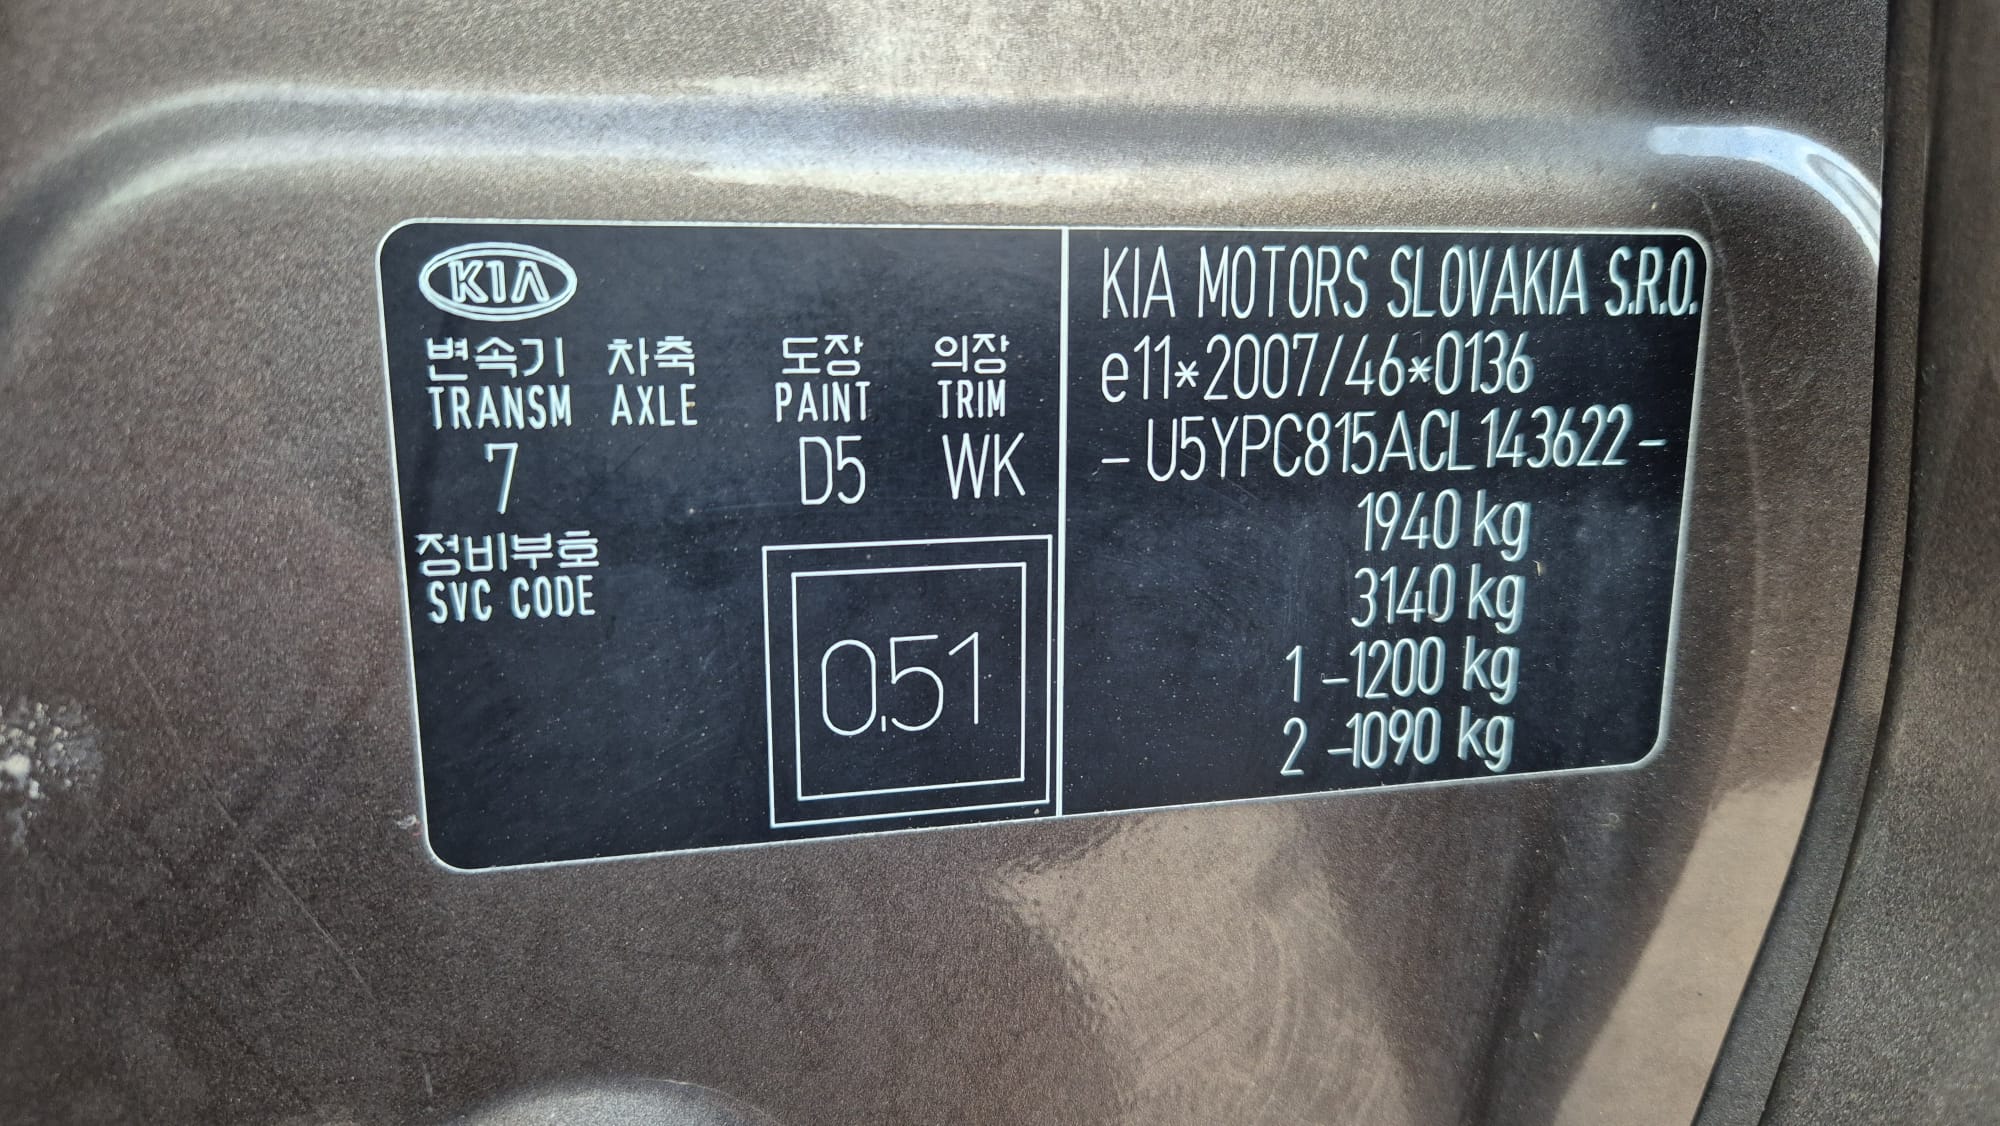 KIA
변속기 차축 도장 의장
TRANSM AXLE PAINT TRIM
7 D5 WK
정비부호
SVC CODE
0,51
KIA MOTORS SLOVAKIA S.R.O.
e11*2007/46*0136
- U5YPC815ACL143622 -
1940 kg
3140 kg
1 -1200 kg
2 -1090 kg